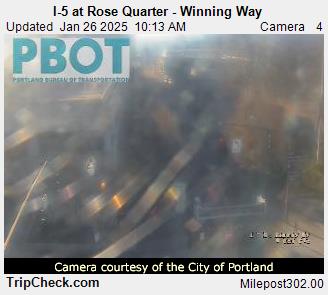 I-5 at Rose Quarter - Winning Way
Updated Jan 26 2025 10:13 AM Camera 4
PBOT
PORTLAND BUREAU OF TRANSPORTATION
Camera courtesy of the City of Portland
TripCheck.com Milepost302.00